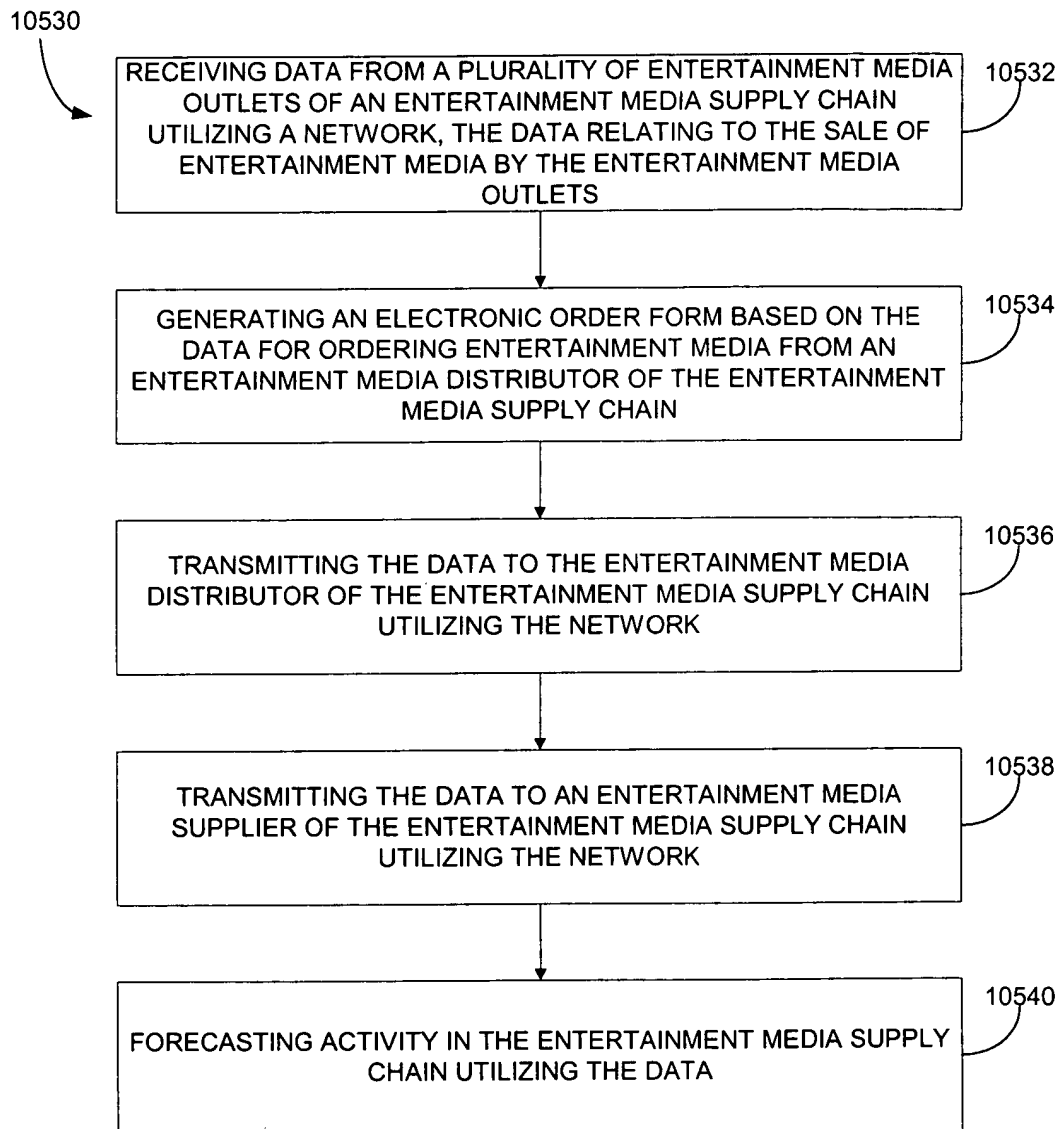 10530
RECEIVING DATA FROM A PLURALITY OF ENTERTAINMENT MEDIA
OUTLETS OF AN ENTERTAINMENT MEDIA SUPPLY CHAIN
UTILIZING A NETWORK, THE DATA RELATING TO THE SALE OF
ENTERTAINMENT MEDIA BY THE ENTERTAINMENT MEDIA
OUTLETS
10532
GENERATING AN ELECTRONIC ORDER FORM BASED ON THE
DATA FOR ORDERING ENTERTAINMENT MEDIA FROM AN
ENTERTAINMENT MEDIA DISTRIBUTOR OF THE ENTERTAINMENT
MEDIA SUPPLY CHAIN
10534
TRANSMITTING THE DATA TO THE ENTERTAINMENT MEDIA
DISTRIBUTOR OF THE ENTERTAINMENT MEDIA SUPPLY CHAIN
UTILIZING THE NETWORK
10536
TRANSMITTING THE DATA TO AN ENTERTAINMENT MEDIA
SUPPLIER OF THE ENTERTAINMENT MEDIA SUPPLY CHAIN
UTILIZING THE NETWORK
10538
FORECASTING ACTIVITY IN THE ENTERTAINMENT MEDIA SUPPLY
CHAIN UTILIZING THE DATA
10540